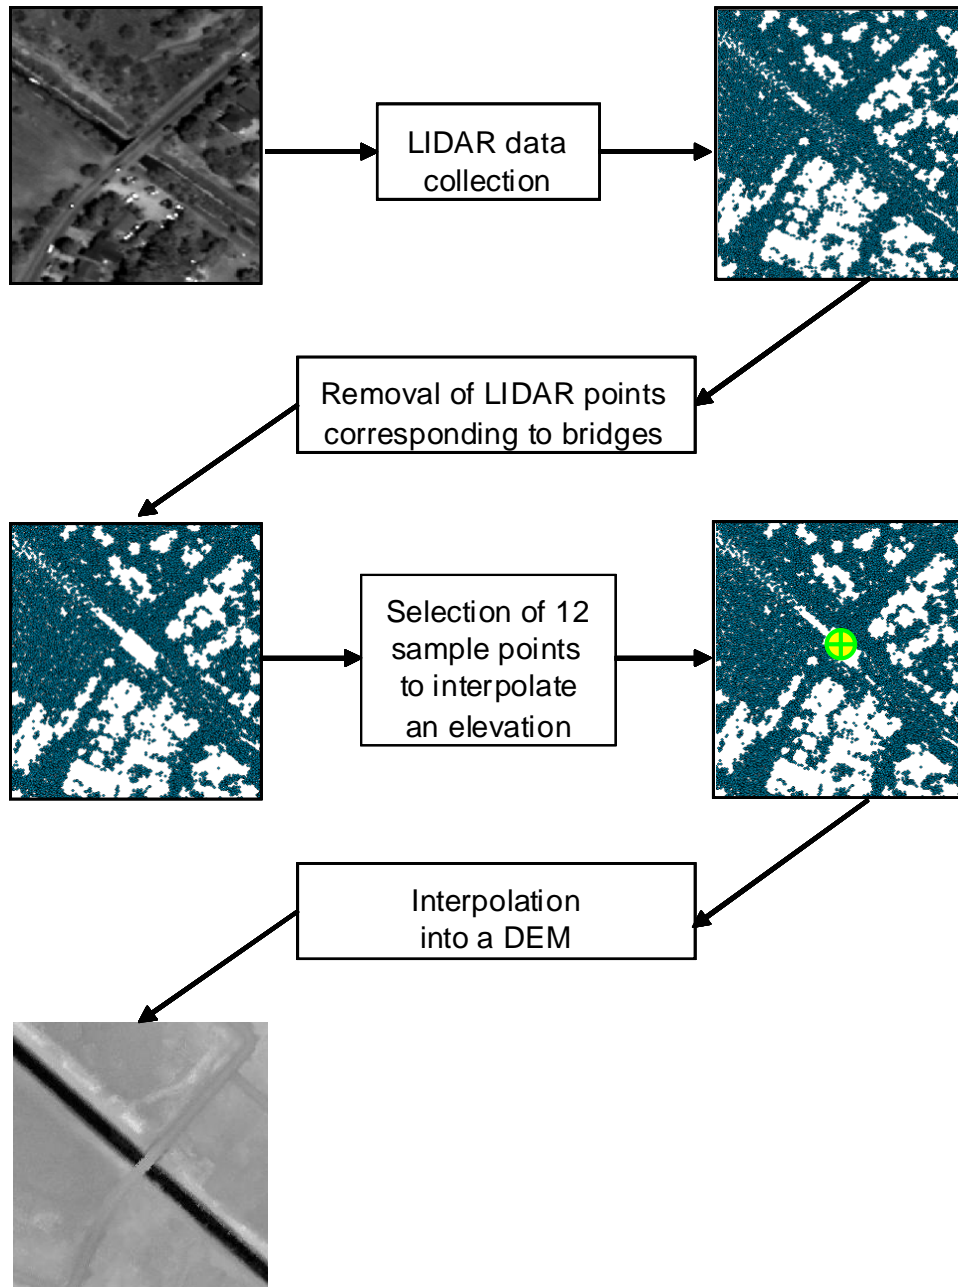 LIDAR data
collection
Removal of LIDAR points
corresponding to bridges
Selection of 12
sample points
to interpolate
an elevation
Interpolation
into a DEM